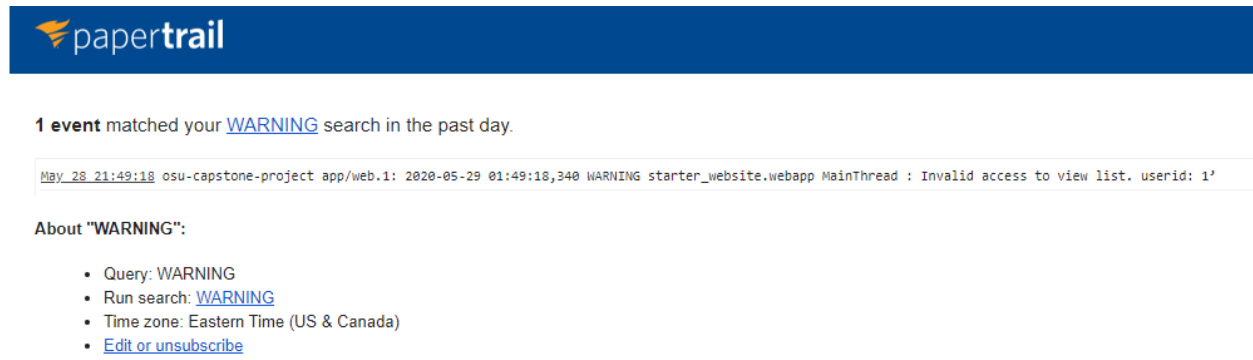 papertrail
1 event matched your WARNING search in the past day.
May 28 21:49:18 osu-capstone-project app/web.1: 2020-05-29 01:49:18,340 WARNING starter_website.webapp MainThread : Invalid access to view list. userid: 1’
About "WARNING":
• Query: WARNING
• Run search: WARNING
• Time zone: Eastern Time (US & Canada)
• Edit or unsubscribe